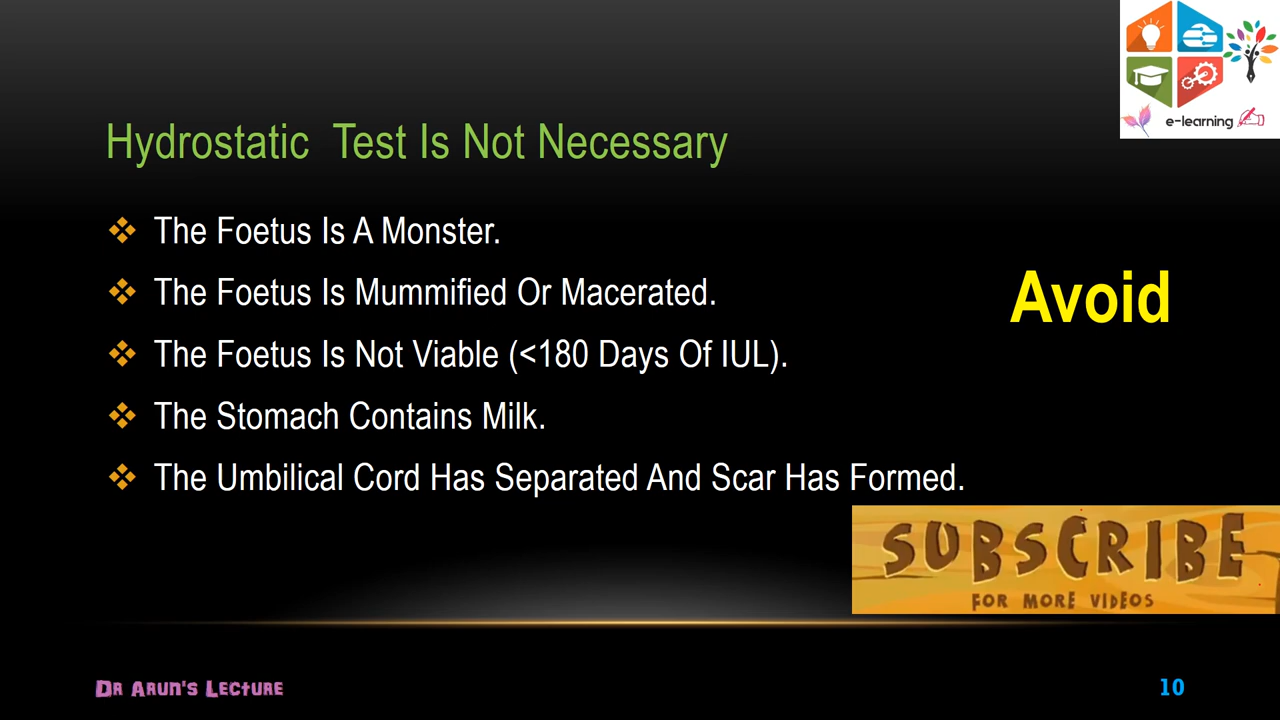 e-learning
Hydrostatic Test Is Not Necessary
The Foetus Is A Monster.
The Foetus Is Mummified Or Macerated.
Avoid
The Foetus Is Not Viable (<180 Days Of IUL).
The Stomach Contains Milk.
The Umbilical Cord Has Separated And Scar Has Formed.
SUBSCRIBE
FOR MORE VIDEOS
Dr Arun's Lecture
10